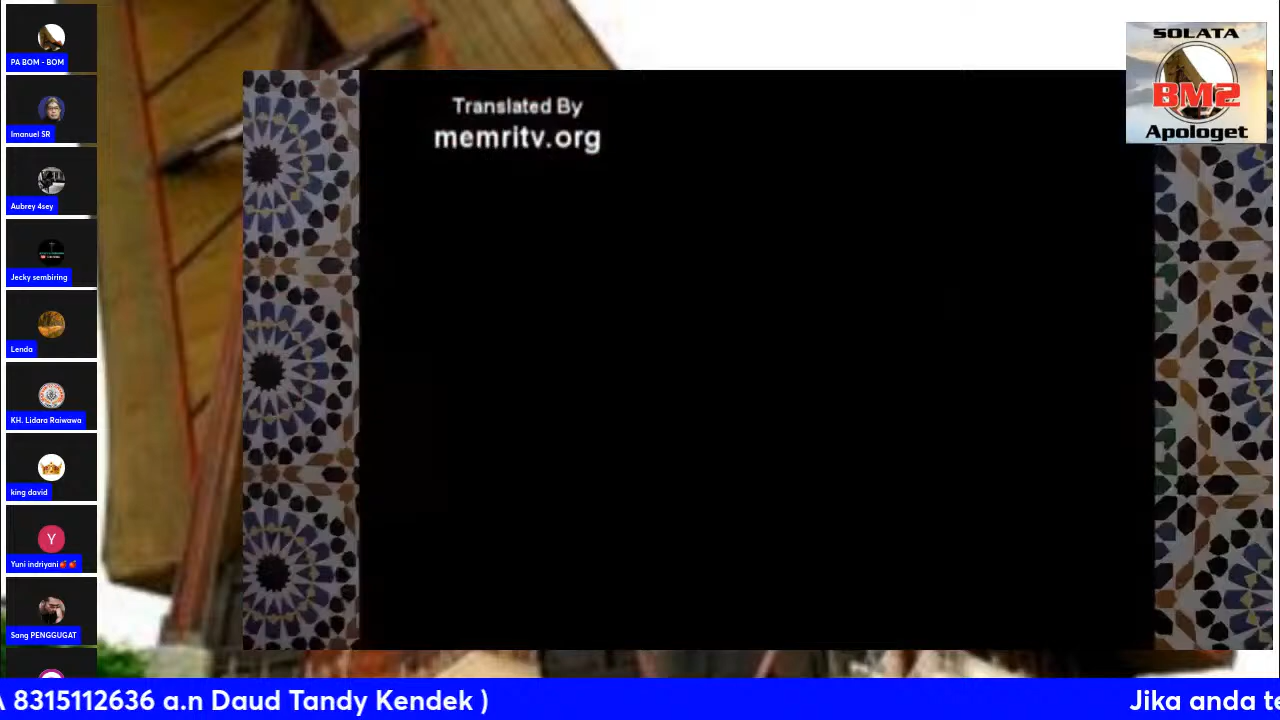 PA BOM - BOM
Imanuel SR
Aubrey 4sey
Jecky sembiring
Lenda
KH. Lidara Raiwawa
king david
Y
Yuni indriyani🍎🍎
Sang PENGGUGAT
Translated By
memritv.org
SOLATA
BM2
Apologet
A 8315112636 a.n Daud Tandy Kendek )
Jika anda te